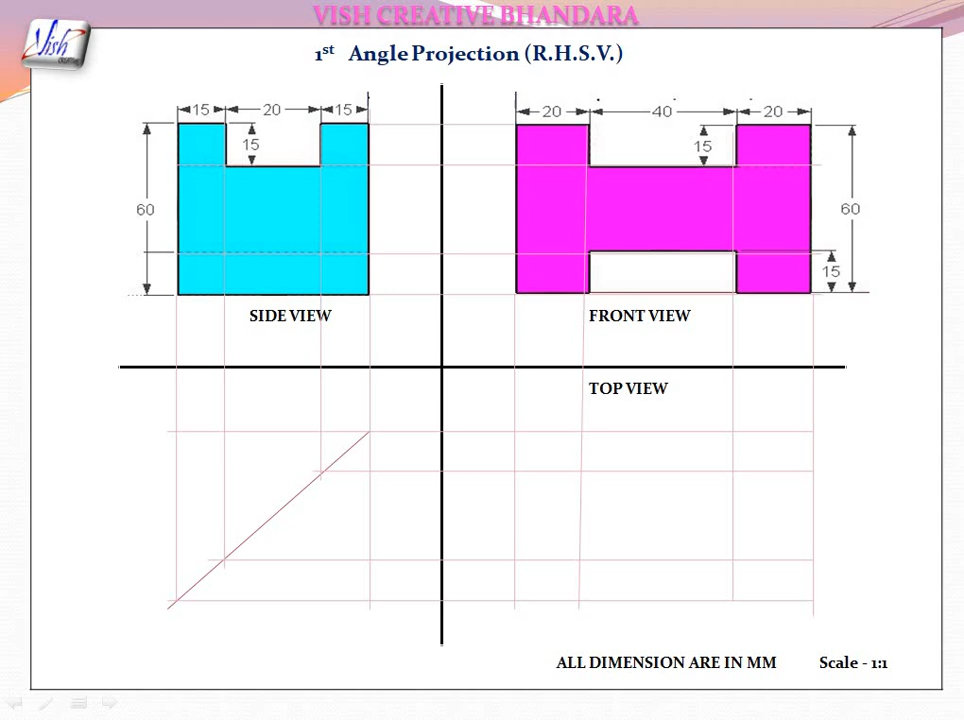 VISH CREATIVE BHANDARA
Vish
CREATIVE
1st Angle Projection (R.H.S.V.)
15 20 15
15
60
20 40 20
15
60
15
SIDE VIEW
FRONT VIEW
TOP VIEW
ALL DIMENSION ARE IN MM Scale - 1:1